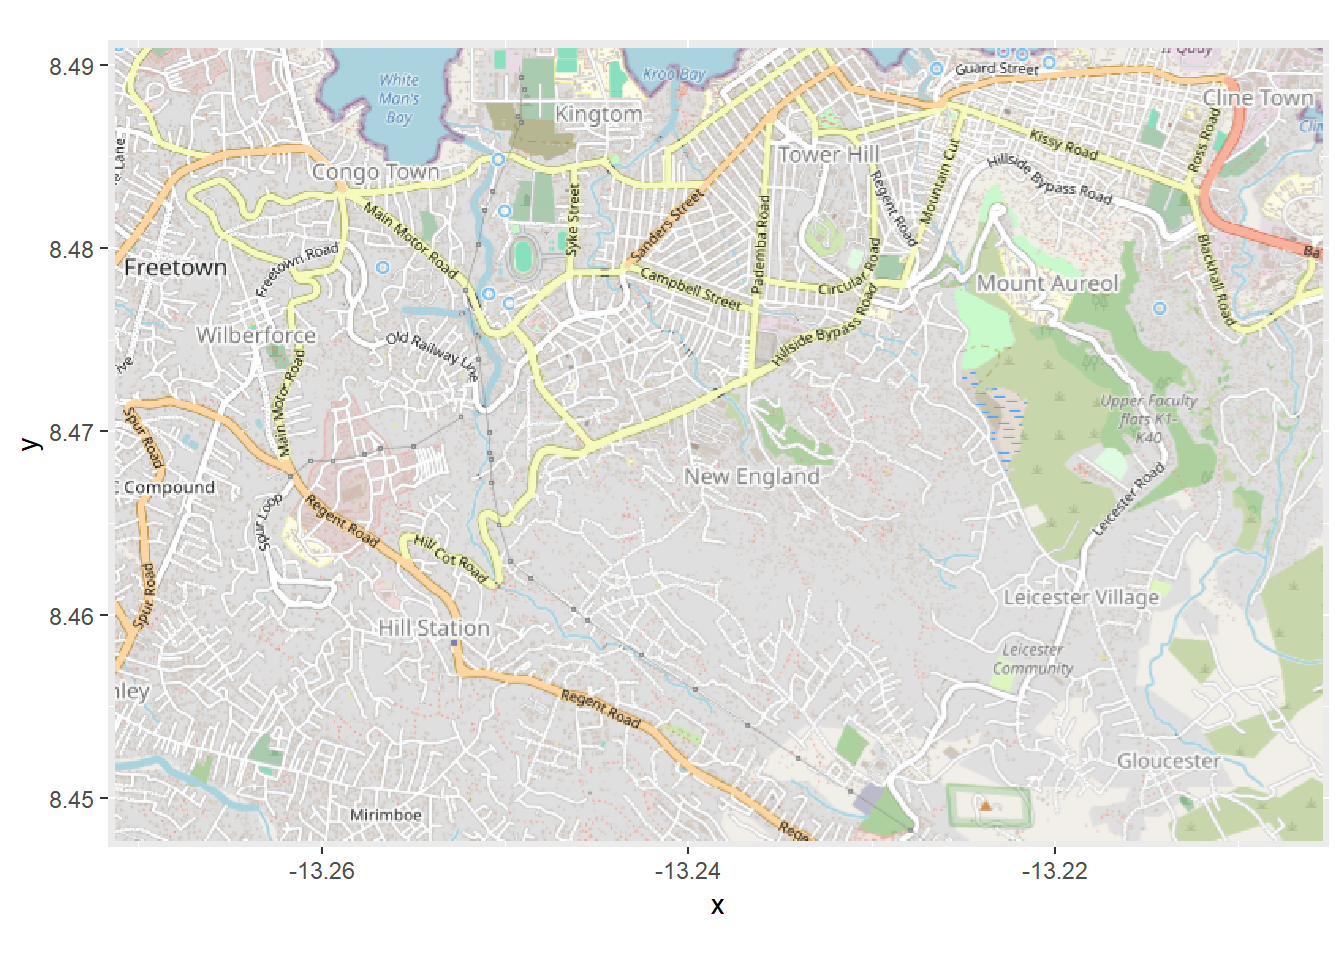 8.49
8.48
8.47
8.46
8.45
y
-13.26
-13.24
-13.22
x
White
Man's
Bay
Kroo Bay
Guard Street
Cline Town
Kingtom
Congo Town
Tower Hill
Kissy Road
Ross Road
Hillside Bypass Road
Mountain Cut
Regent Road
Main Motor Road
Syke Street
Sanders Street
Pademba Road
Freetown
Freetown Road
Campbell Street
Circular Road
Mount Aureol
Blackhall Road
Ba
Wilberforce
Old Railway Line
Hillside Bypass Road
Main Motor Road
Upper Faculty
flats K1-
K40
Spur Road
New England
Compound
Spur Loop
Regent Road
Hill Cot Road
Leicester Road
Spur Road
Leicester Village
Hill Station
Leicester
Community
nley
Regent Road
Gloucester
Mirimboe
Rege
Lane
Quay